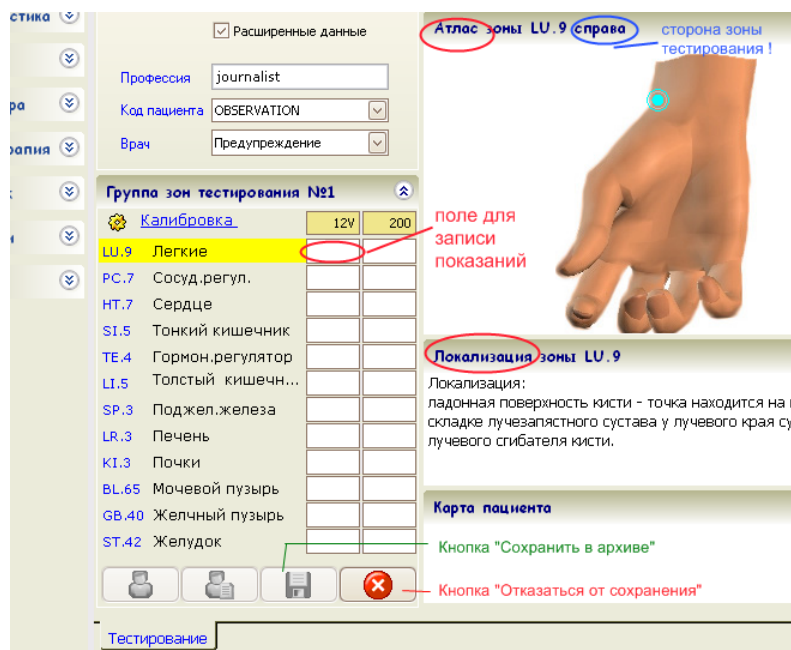 стика
ра
рапия
Расширенные данные
Профессия journalist
Код пациента OBSERVATION
Врач Предупреждение
Группа зон тестирования №1
Калибровка 12V 200
LU.9 Легкие
PC.7 Сосуд.регул.
HT.7 Сердце
SI.5 Тонкий кишечник
TE.4 Гормон.регулятор
LI.5 Толстый кишечн...
SP.3 Поджел.железа
LR.3 Печень
KI.3 Почки
BL.65 Мочевой пузырь
GB.40 Желчный пузырь
ST.42 Желудок
Тестирование
Атлас зоны LU.9 справа
сторона зоны
тестирования !
поле для
записи
показаний
Локализация зоны LU.9
Локализация:
ладонная поверхность кисти - точка находится на
складке лучезапястного сустава у лучевого края су
лучевого сгибателя кисти.
Карта пациента
Кнопка "Сохранить в архиве"
Кнопка "Отказаться от сохранения"